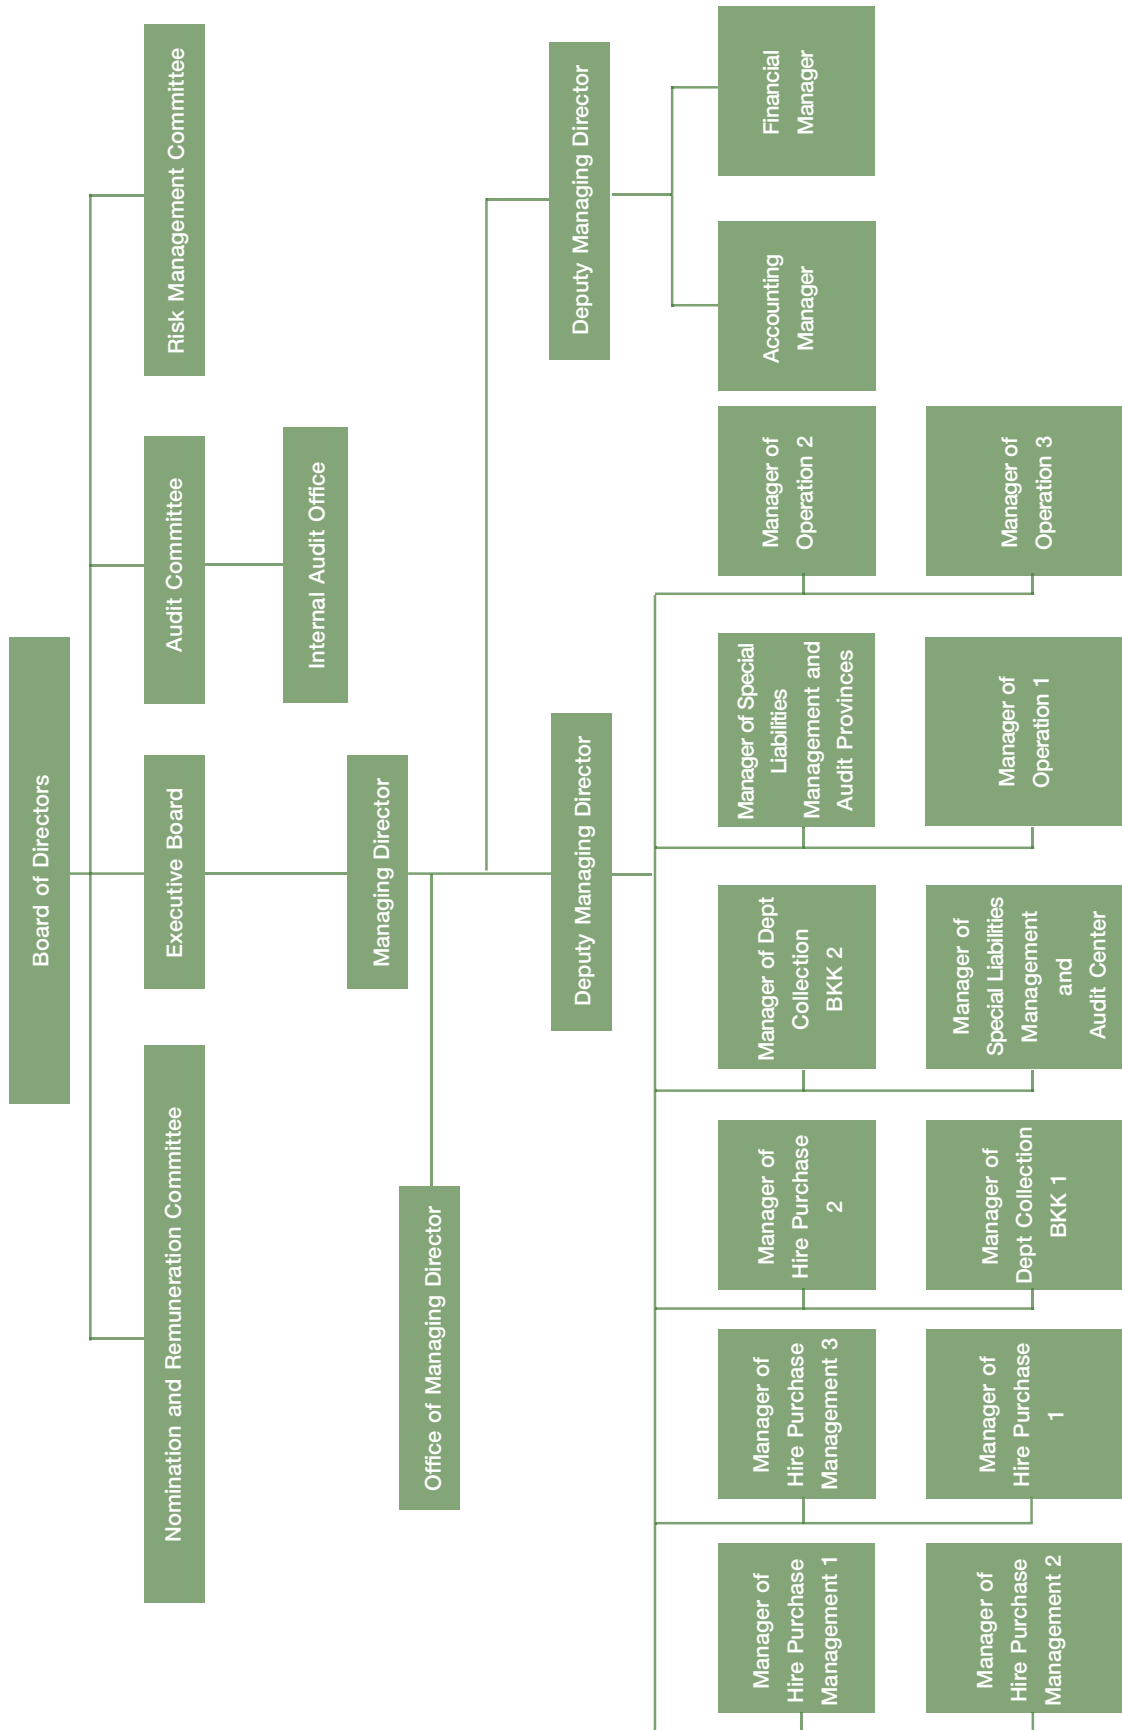 Board of Directors
Nomination and Remuneration Committee
Executive Board
Audit Committee
Risk Management Committee
Internal Audit Office
Managing Director
Office of Managing Director
Deputy Managing Director
Deputy Managing Director
Manager of
Hire Purchase
Management 1
Manager of
Hire Purchase
Management 3
Manager of
Hire Purchase
2
Manager of Dept
Collection
BKK 2
Manager of Special
Liabilities
Management and
Audit Provinces
Manager of
Operation 2
Accounting
Manager
Financial
Manager
Manager of
Hire Purchase
Management 2
Manager of
Hire Purchase
1
Manager of
Dept Collection
BKK 1
Manager of
Special Liabilities
Management
and
Audit Center
Manager of
Operation 1
Manager of
Operation 3